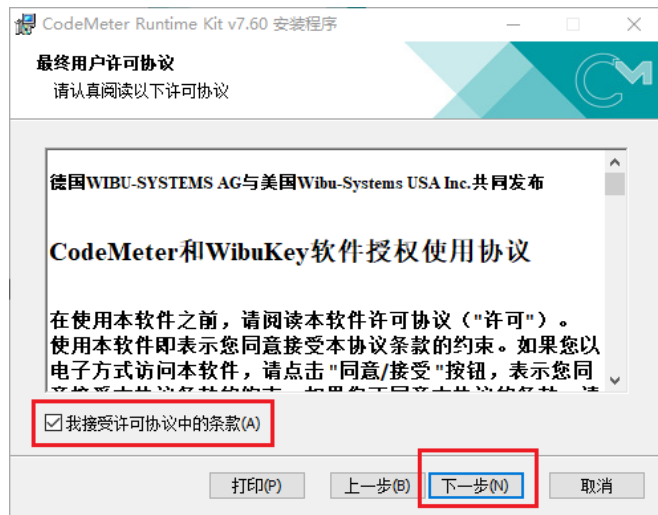 CodeMeter Runtime Kit v7.60 安装程序
最终用户许可协议
请认真阅读以下许可协议
德国WIBU-SYSTEMS AG与美国Wibu-Systems USA Inc.共同发布
CodeMeter和WibuKey软件授权使用协议
在使用本软件之前，请阅读本软件许可协议（"许可"）。
使用本软件即表示您同意接受本协议条款的约束。如果您以
电子方式访问本软件，请点击"同意/接受"按钮，表示您同
我接受许可协议中的条款(A)
打印(P) 上一步(B) 下一步(N) 取消